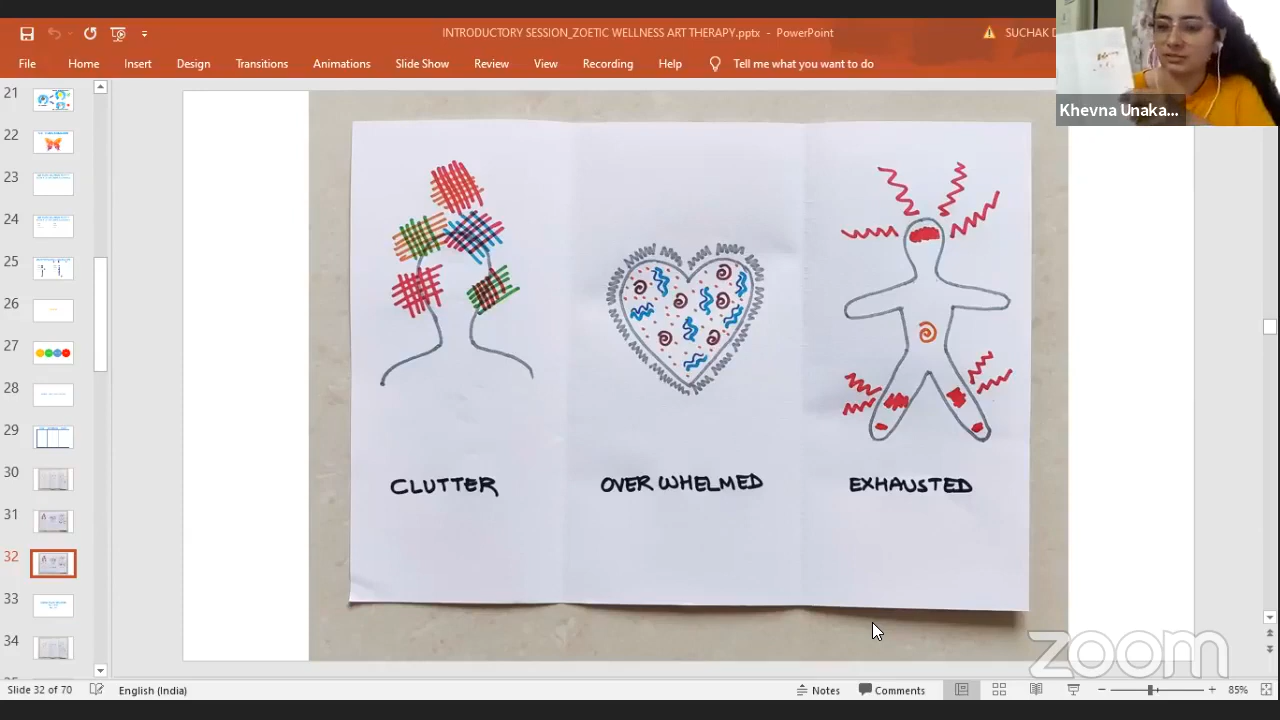 INTRODUCTORY SESSION_ZOETIC WELLNESS ART THERAPY.pptx - PowerPoint
SUCHAK D
File Home Insert Design Transitions Animations Slide Show Review View Recording Help Tell me what you want to do
Khevna Unaka...
21
22
23
24
25
26
27
28
29
30
31
32
33
34
CLUTTER
OVERWHELMED
EXHAUSTED
zoom
Slide 32 of 70 English (India) Notes Comments 85%